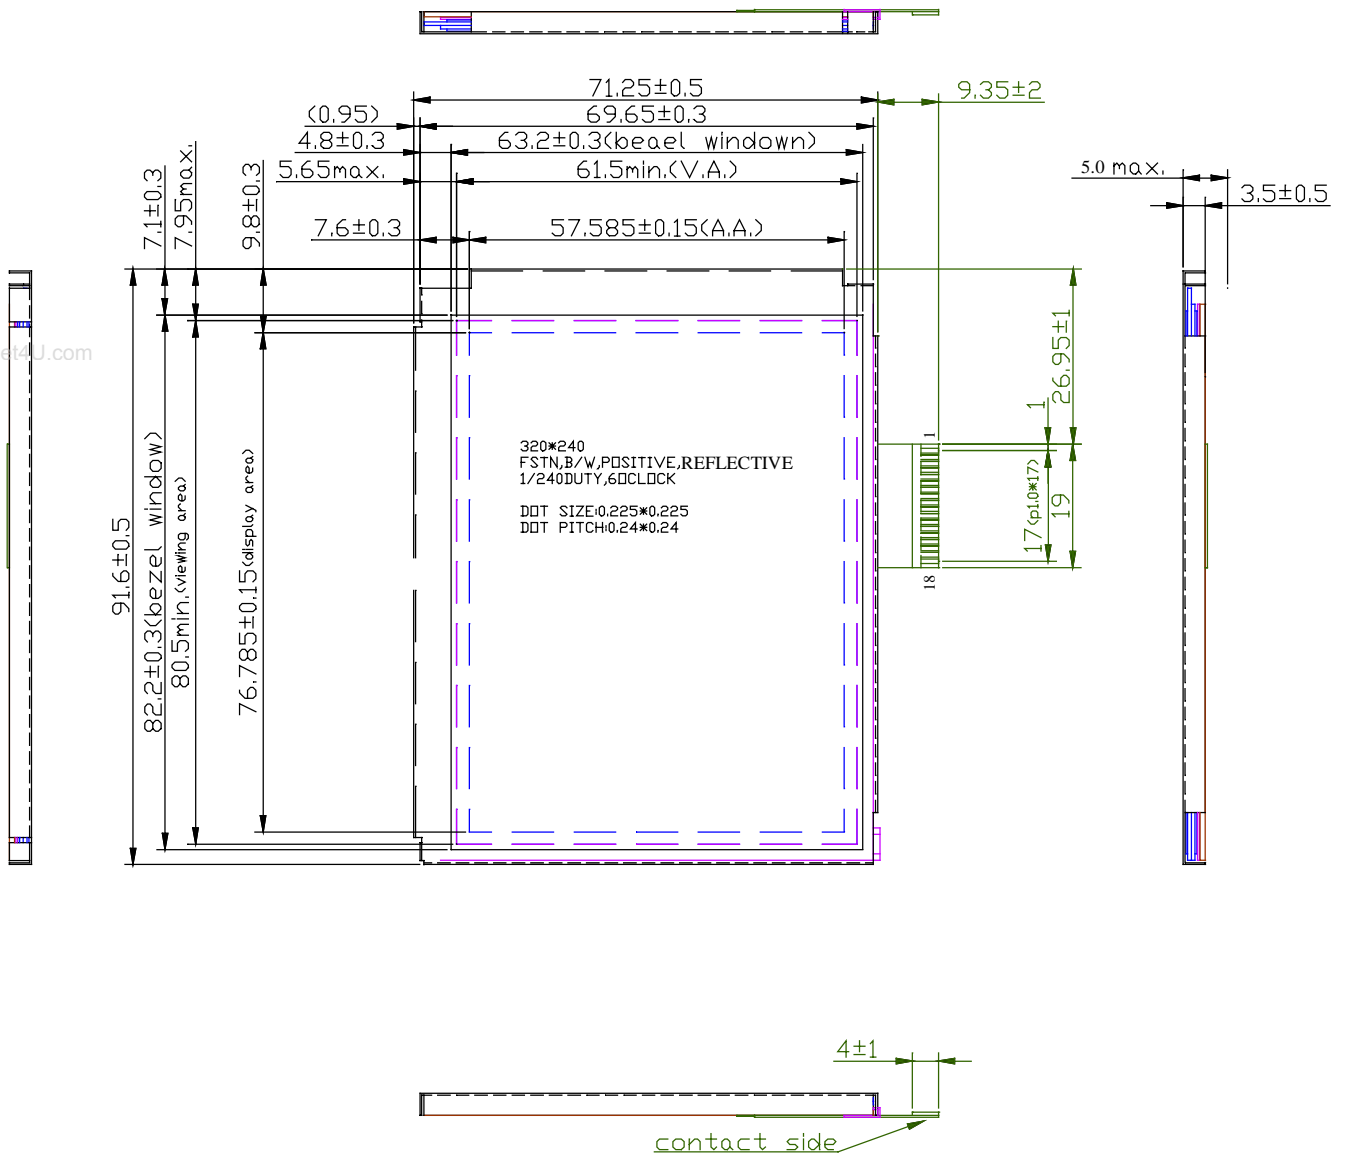 71.25±0.5
9.35±2
(0.95)
69.65±0.3
4.8±0.3
63.2±0.3(beael windown)
5.65max.
61.5min.(V.A.)
5.0 max.
3.5±0.5
7.1±0.3
7.95max.
9.8±0.3
7.6±0.3
57.585±0.15(A.A.)
26.95±1
et4U.com
1
1
320*240
FSTN,B/W,POSITIVE,REFLECTIVE
1/240DUTY,6OCLOCK
DOT SIZE:0.225*0.225
DOT PITCH:0.24*0.24
91.6±0.5
82.2±0.3(bezel window)
80.5min.(viewing area)
76.785±0.15(display area)
17(p1.0*17)
19
18
4±1
contact side